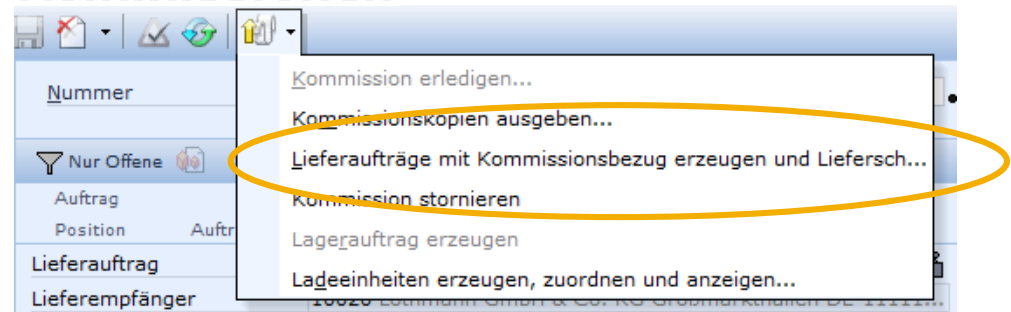 Kommission erledigen...
Nummer
Kommissionskopien ausgeben...
Nur Offene
Lieferaufträge mit Kommissionsbezug erzeugen und Liefersch...
Auftrag
Kommission stornieren
Position Auftr
Lagerauftrag erzeugen
Lieferauftrag
Ladeeinheiten erzeugen, zuordnen und anzeigen...
Lieferempfänger